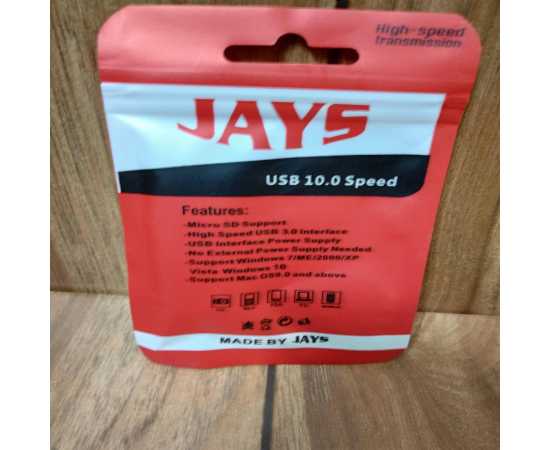 High-speed
transmission
JAYS
USB 10.0 Speed
Features:
-Micro SD Support
-High Speed USB 3.0 Interface
-USB Interface Power Supply
-No External Power Supply Needed.
-Support Windows 7/ME/2000/XP
Vista Windows 10
-Support Mac OS9.0 and above
MADE BY JAYS